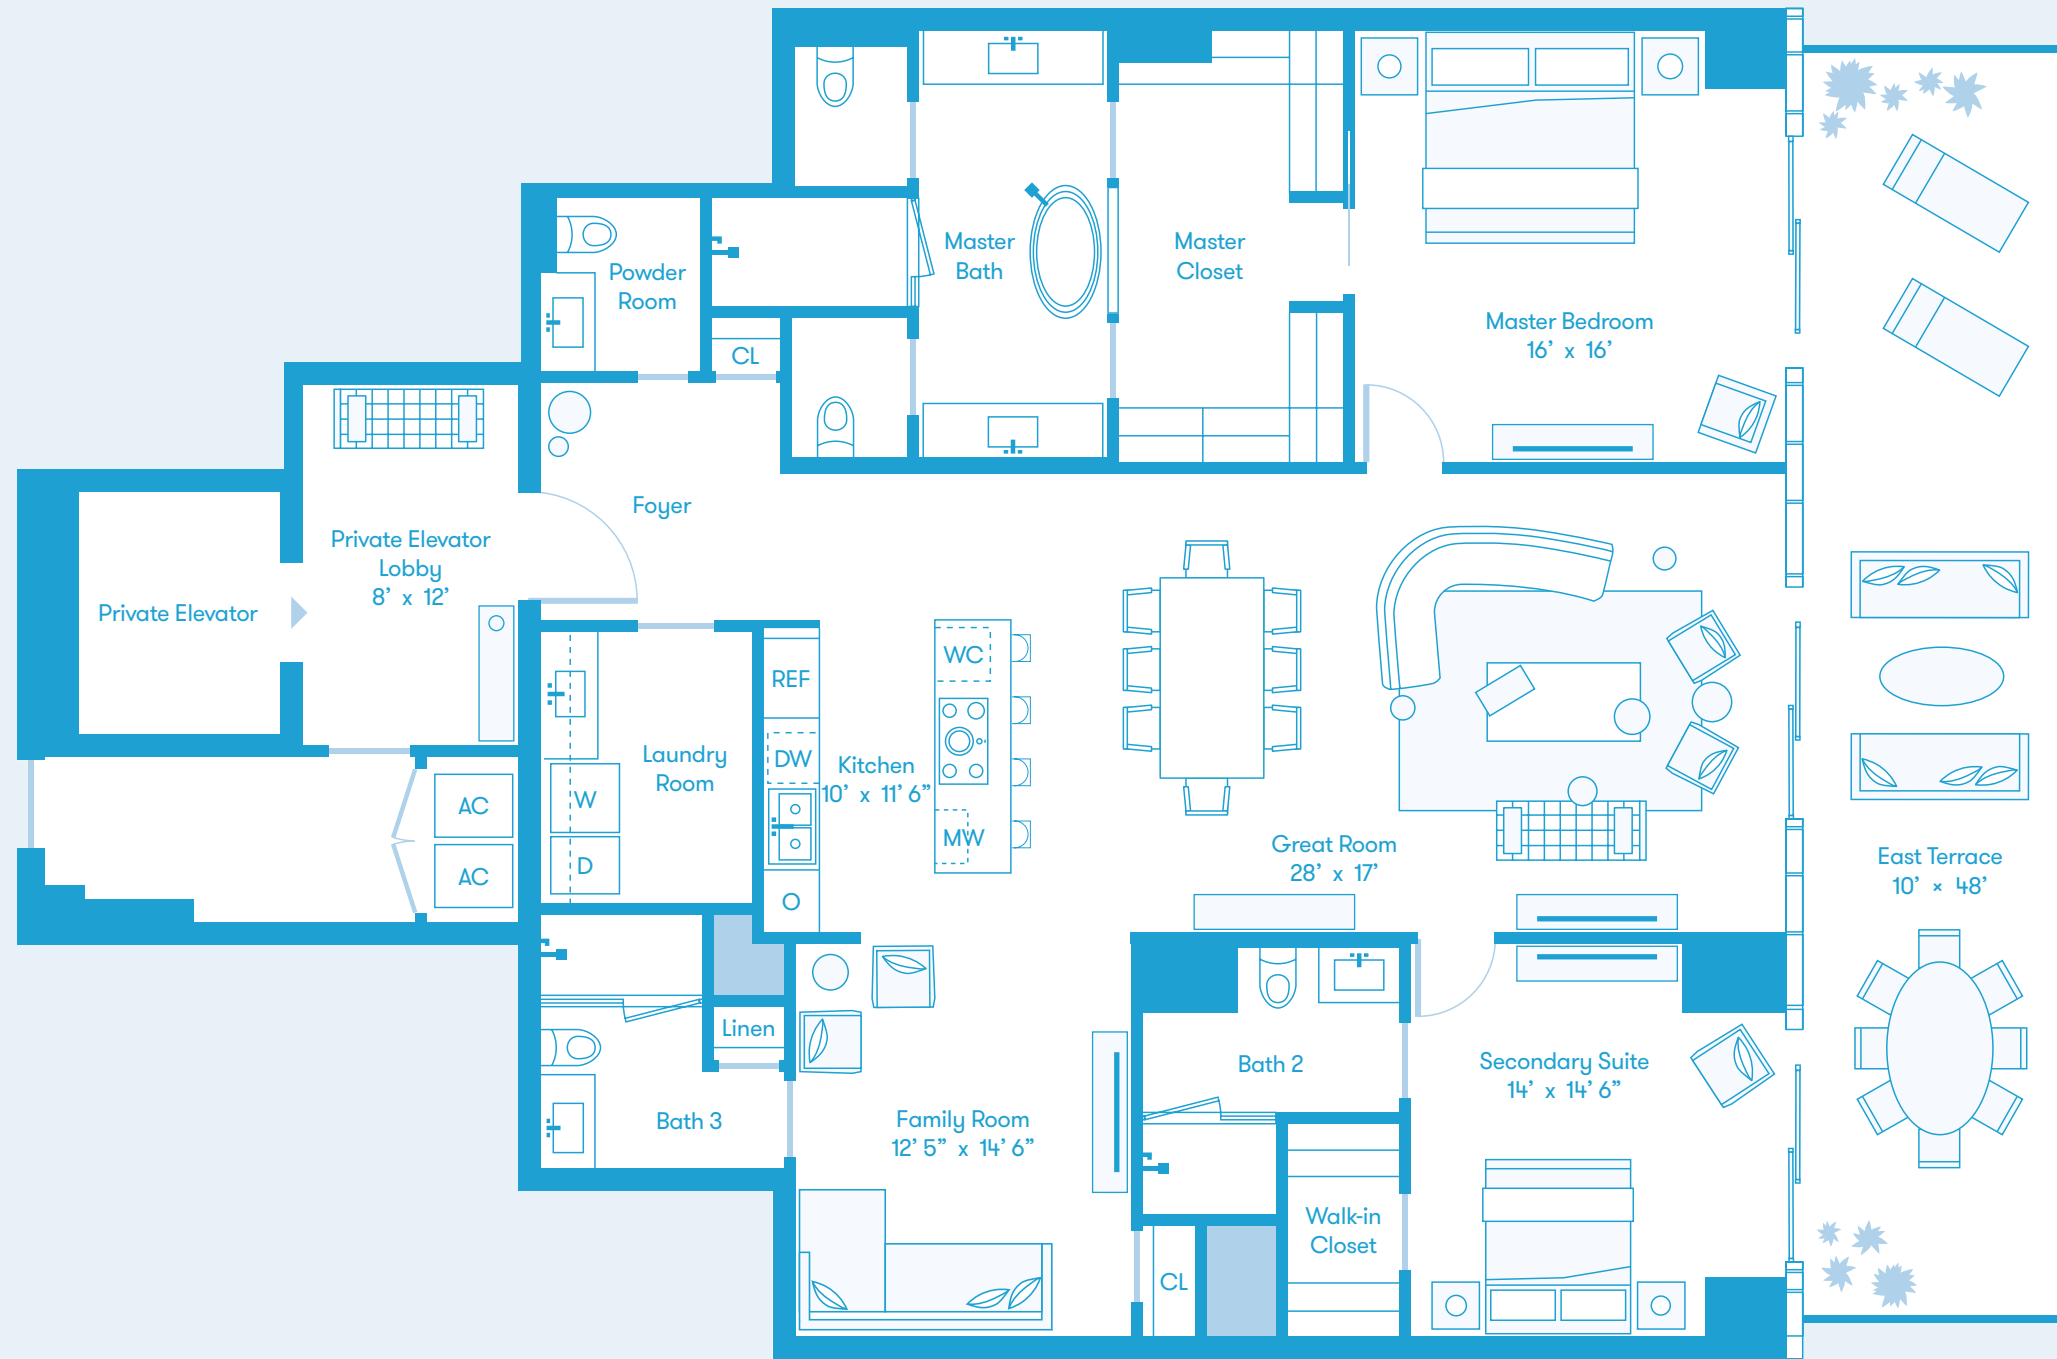 Master
Bath
Master
Closet
Powder
Room
CL
Master Bedroom
16’ x 16’
Foyer
Private Elevator
Lobby
8’ x 12’
Private Elevator
WC
REF
Laundry
Room
DW
Kitchen
10’ x 11’ 6”
W
MW
D
AC
AC
O
Great Room
28’ x 17’
East Terrace
10’ × 48’
Linen
Bath 3
Family Room
12’ 5” x 14’ 6”
Bath 2
Secondary Suite
14’ x 14’ 6”
Walk-in
Closet
CL